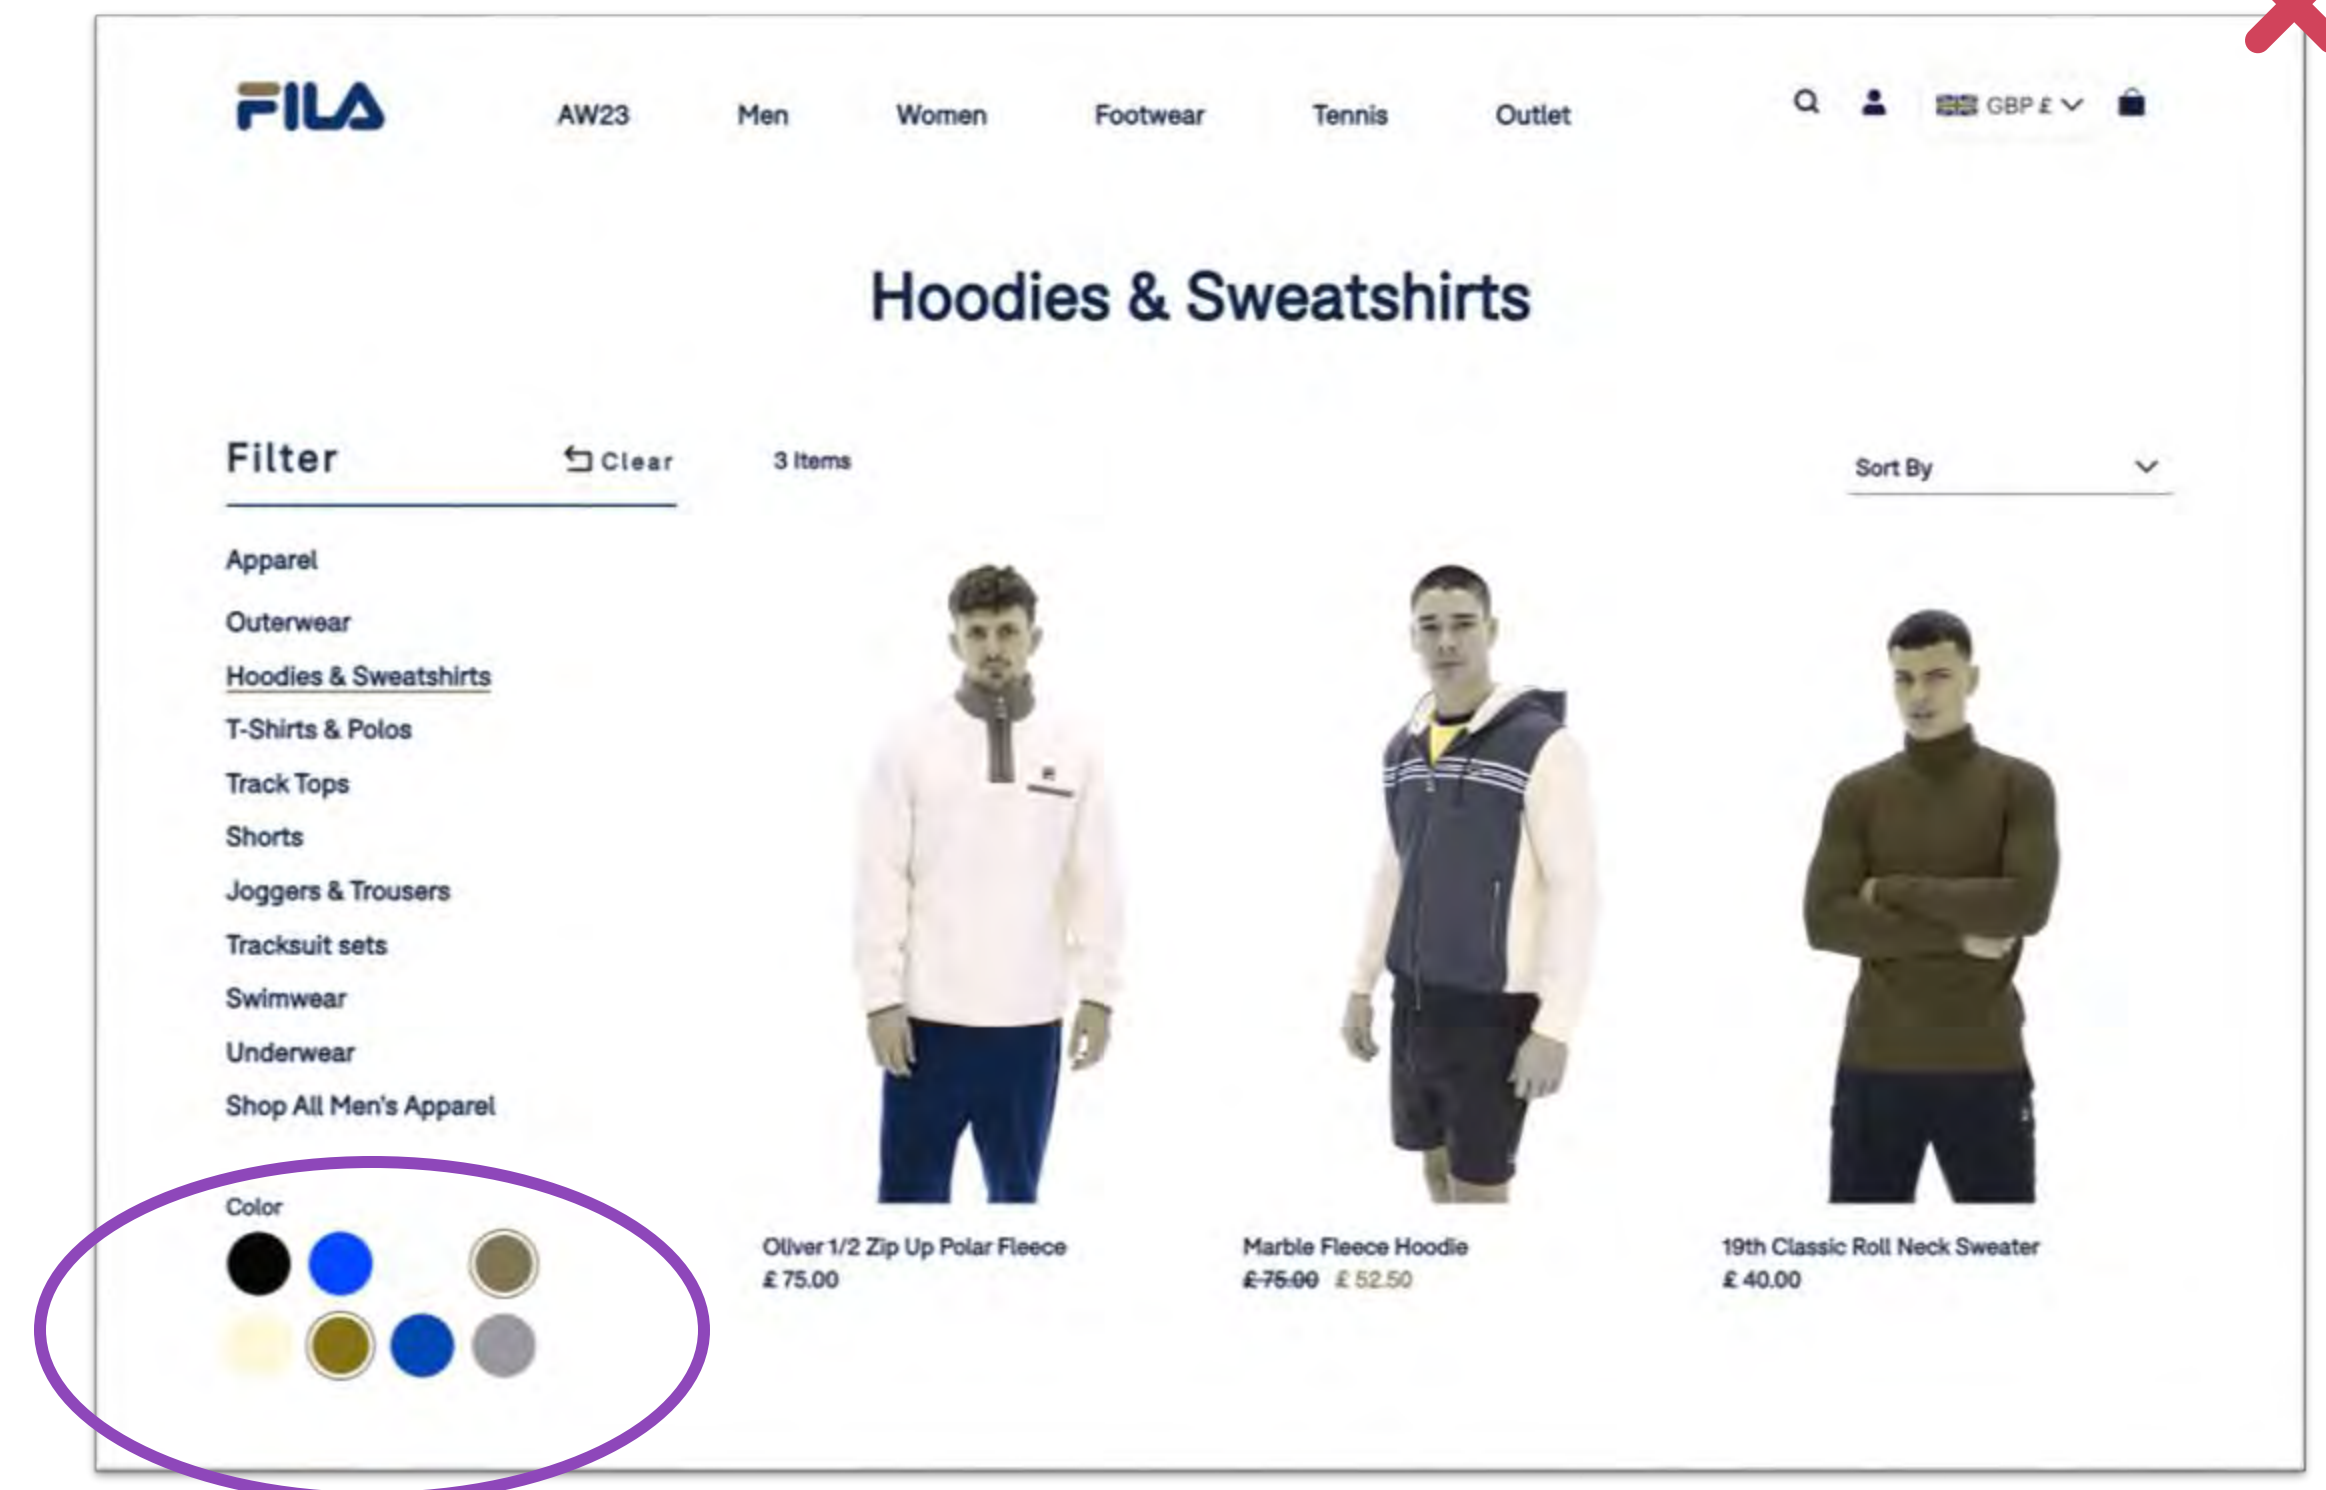 FILA
AW23
Men
Women
Footwear
Tennis
Outlet
GBP £
Hoodies & Sweatshirts
Filter
Clear
3 Items
Sort By
Apparel
Outerwear
Hoodies & Sweatshirts
T-Shirts & Polos
Track Tops
Shorts
Joggers & Trousers
Tracksuit sets
Swimwear
Underwear
Shop All Men's Apparel
Color
Oliver 1/2 Zip Up Polar Fleece
£ 75.00
Marble Fleece Hoodie
£ 75.00 £ 52.50
19th Classic Roll Neck Sweater
£ 40.00